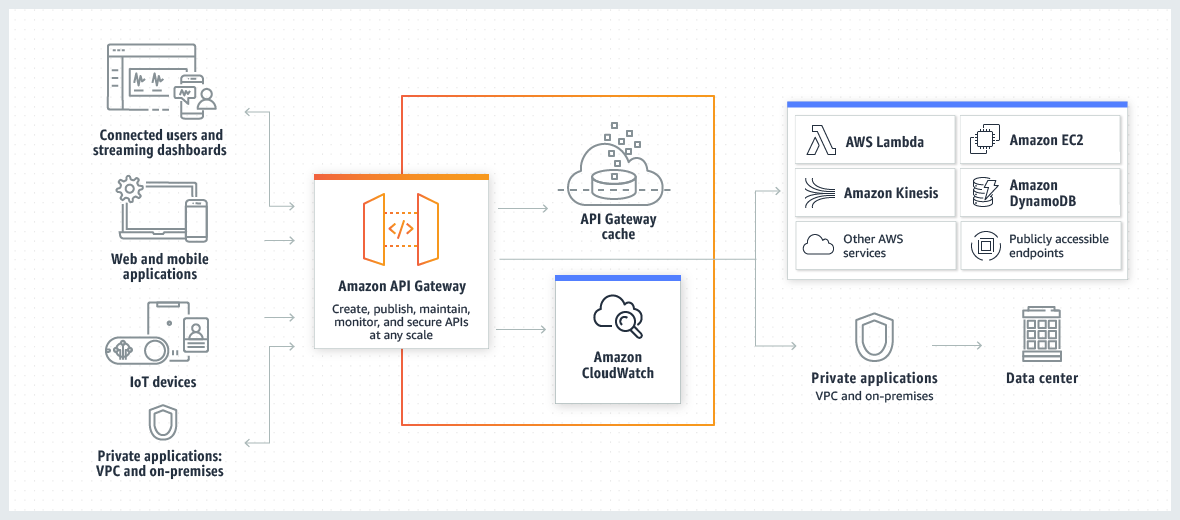 Connected users and
streaming dashboards
Web and mobile
applications
IoT devices
Private applications:
VPC and on-premises
</>
Amazon API Gateway
Create, publish, maintain,
monitor, and secure APIs
at any scale
API Gateway
cache
Amazon
CloudWatch
AWS Lambda
Amazon EC2
Amazon Kinesis
Amazon
DynamoDB
Other AWS
services
Publicly accessible
endpoints
Private applications
VPC and on-premises
Data center